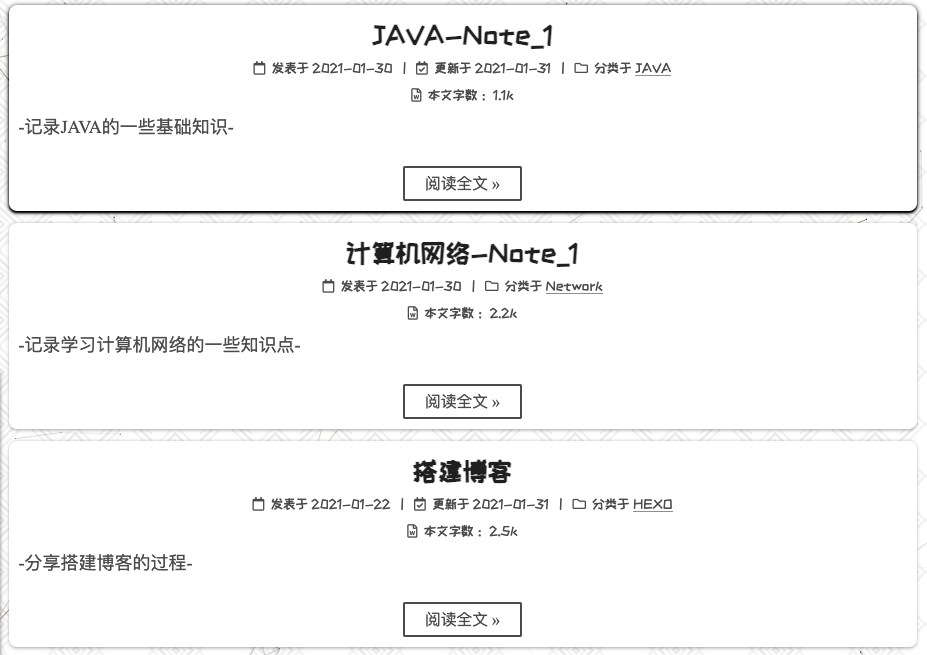 JAVA-Note_1
发表于 2021-01-30 | 更新于 2021-01-31 | 分类于 JAVA
本文字数： 1.1k
-记录JAVA的一些基础知识-
阅读全文 »
计算机网络-Note_1
发表于 2021-01-30 | 分类于 Network
本文字数： 2.2k
-记录学习计算机网络的一些知识点-
阅读全文 »
搭建博客
发表于 2021-01-22 | 更新于 2021-01-31 | 分类于 HEXO
本文字数： 2.5k
-分享搭建博客的过程-
阅读全文 »